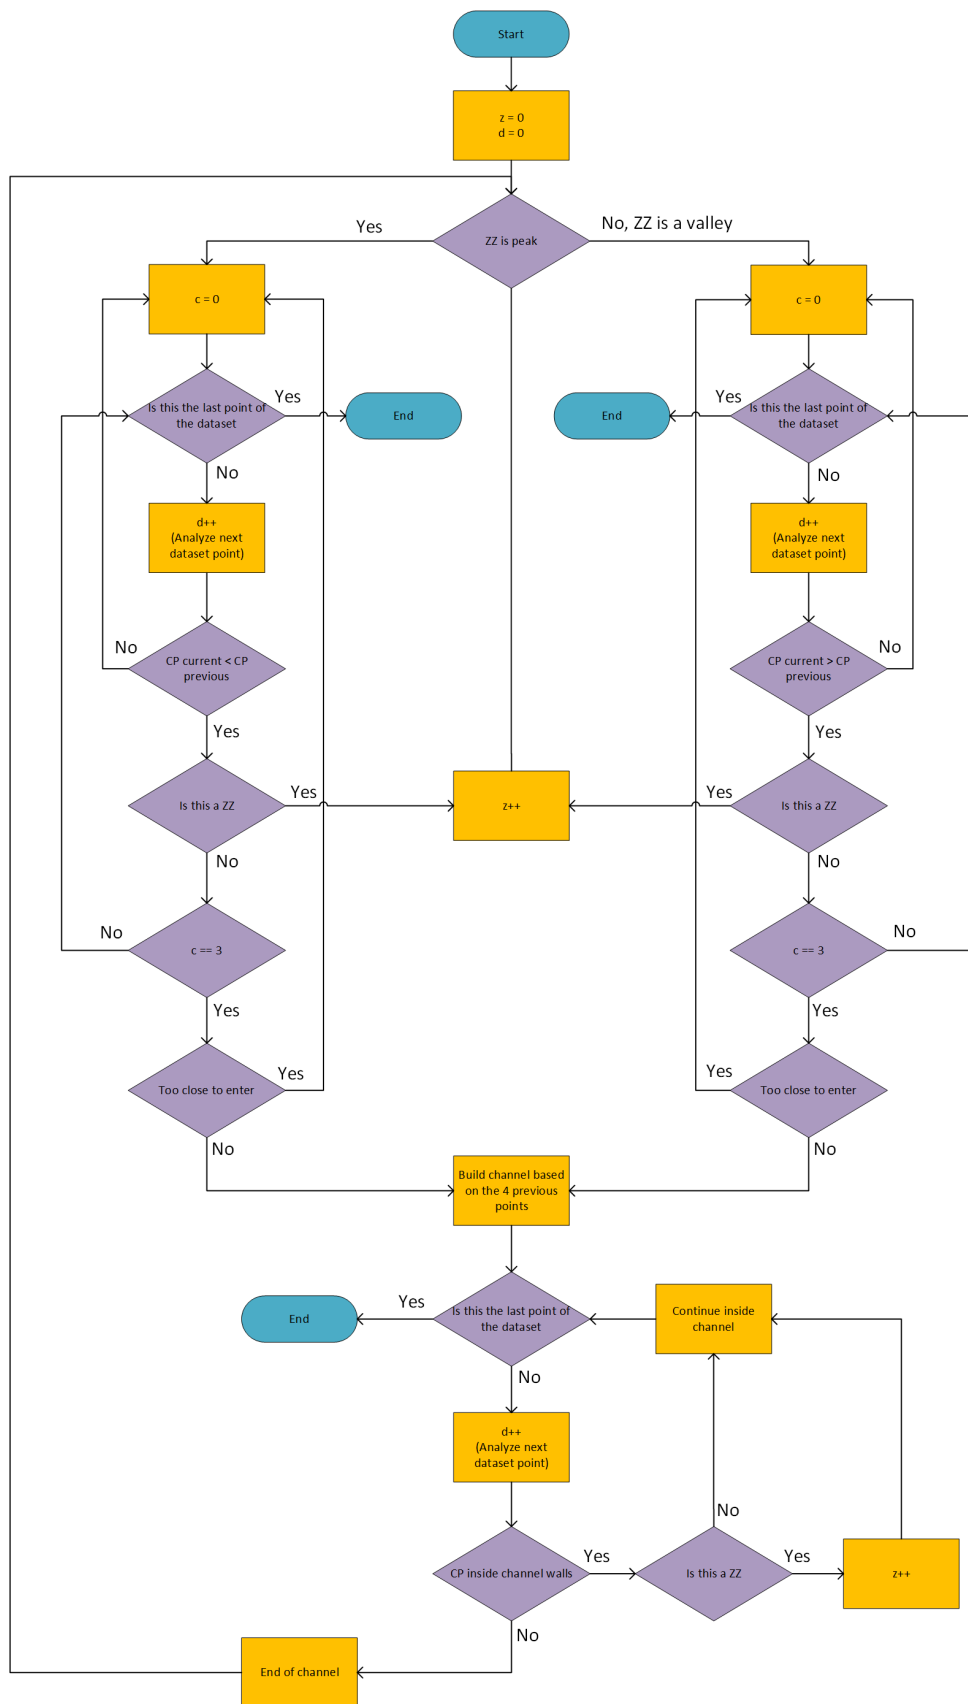 Start
z = 0
d = 0
ZZ is peak
Yes
No, ZZ is a valley
c = 0
c = 0
Is this the last point of
the dataset
Yes
End
End
Yes
Is this the last point of
the dataset
No
No
d++
(Analyze next
dataset point)
d++
(Analyze next
dataset point)
No
CP current < CP
previous
CP current > CP
previous
No
Yes
Yes
Is this a ZZ
Yes
z++
Yes
Is this a ZZ
No
No
No
c == 3
c == 3
No
Yes
Yes
Too close to enter
Yes
Yes
Too close to enter
No
No
Build channel based
on the 4 previous
points
End
Yes
Is this the last point of
the dataset
Continue inside
channel
No
d++
(Analyze next
dataset point)
No
CP inside channel walls
Yes
Is this a ZZ
Yes
z++
No
End of channel